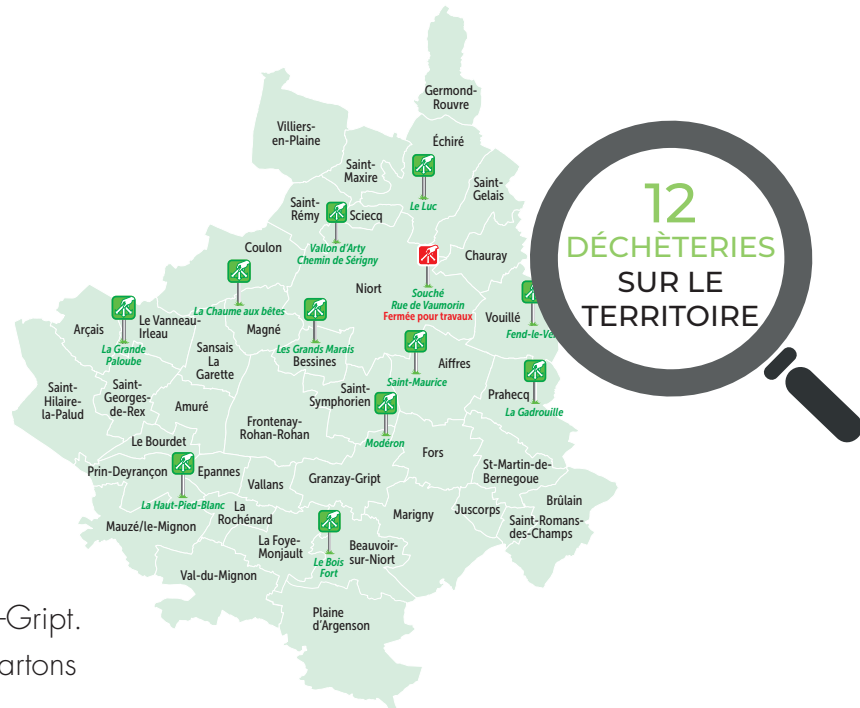 Germond-
Rouvre
Villiers-
en-Plaine
Échiré
Saint-
Maxire
Saint-
Gelais
Le Luc
Saint-
Rémy
Sciecq
Vallon d'Arty
Chemin de Sérigny
Coulon
Chauray
Niort
Souché
Rue de Vaumorin
Fermée pour travaux
12
DÉCHÈTERIES
SUR LE
TERRITOIRE
La Chaume aux bêtes
Vouillé
Fend-le-Ve
Arçais
Le Vanneau-
Irleau
Magné
La Grande
Paloube
Sansais
La
Garette
Les Grands Marais
Bessines
Aiffres
Saint-Maurice
Saint-
Hilaire-
la-Palud
Saint-
Georges-
de-Rex
Amuré
Saint-
Symphorien
Prahecq
La Gadrouille
Frontenay-
Rohan-Rohan
Modéron
Le Bourdet
Fors
Prin-Deyrançon
Epannes
Vallans
Granzay-Gript
St-Martin-de-
Bernegoue
La Haut-Pied-Blanc
La
Rochénard
Mauzé/le-Mignon
Marigny
Juscorps
Brûlain
Saint-Romans-
des-Champs
La Foye-
Monjault
Le Bois
Fort
Beauvoir-
sur-Niort
Val-du-Mignon
Plaine
d'Argenson
-Gript.
artons